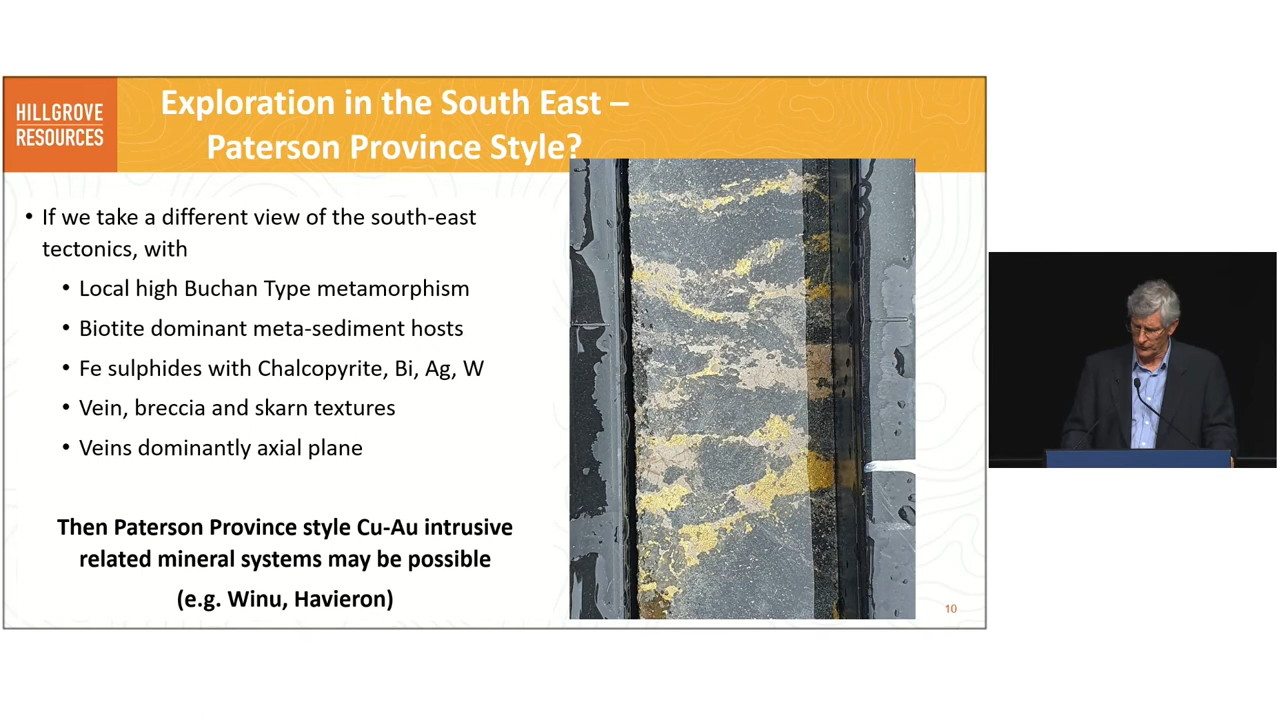 HILLGROVE
RESOURCES
Exploration in the South East –
Paterson Province Style?
• If we take a different view of the south-east
tectonics, with
• Local high Buchan Type metamorphism
• Biotite dominant meta-sediment hosts
• Fe sulphides with Chalcopyrite, Bi, Ag, W
• Vein, breccia and skarn textures
• Veins dominantly axial plane
Then Paterson Province style Cu-Au intrusive
related mineral systems may be possible
(e.g. Winu, Havieron)
10